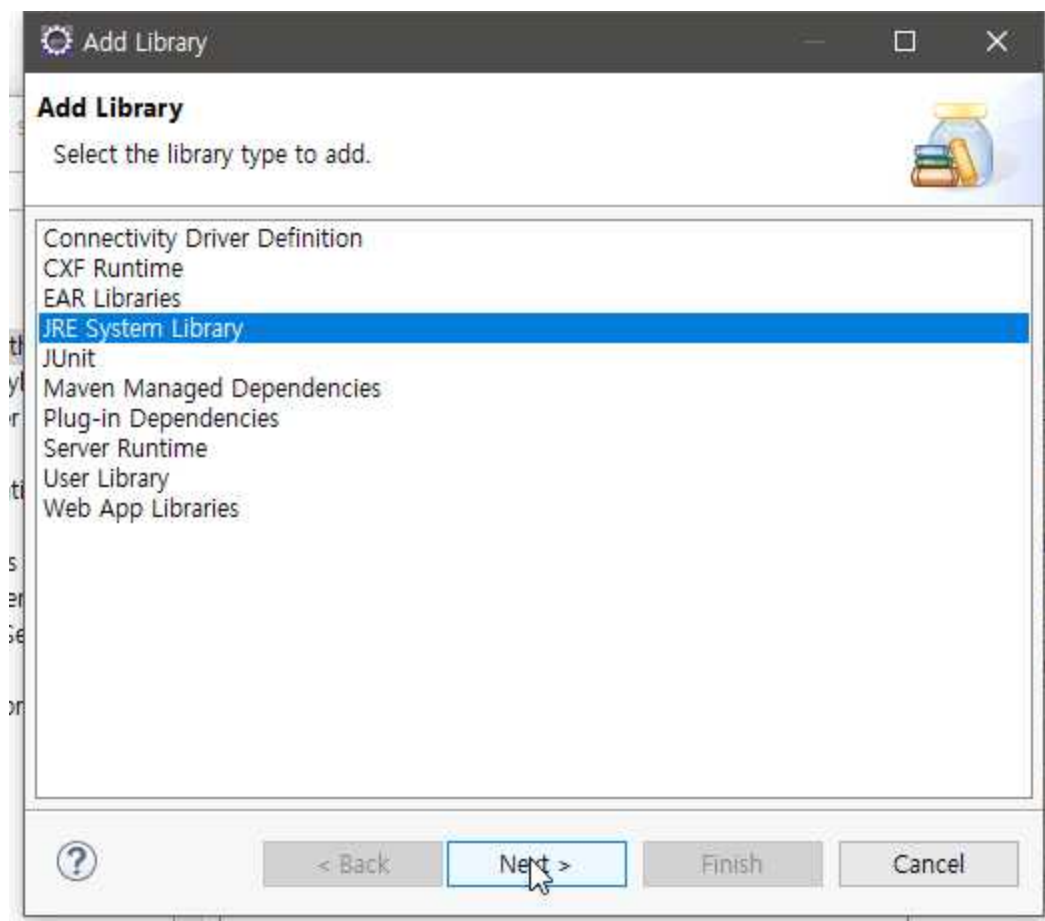 Add Library
Add Library
Select the library type to add.
Connectivity Driver Definition
CXF Runtime
EAR Libraries
JRE System Library
JUnit
Maven Managed Dependencies
Plug-in Dependencies
Server Runtime
User Library
Web App Libraries
< Back
Next >
Finish
Cancel